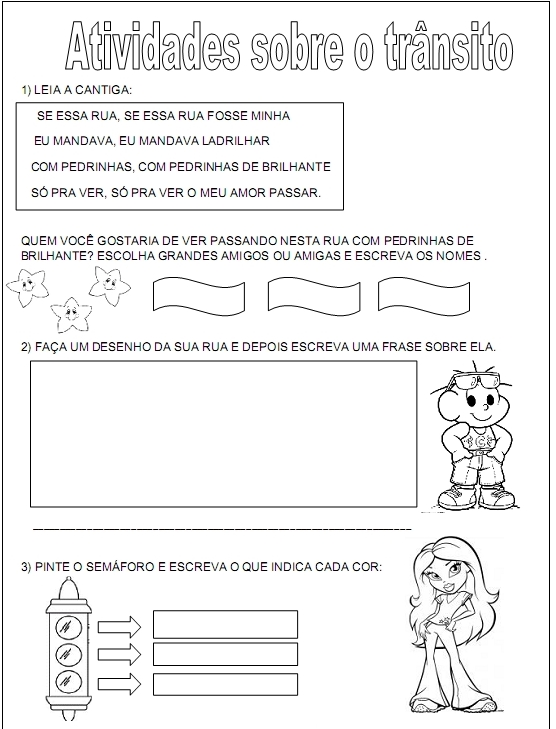 Atividades sobre o trânsito
1) LEIA A CANTIGA:
SE ESSA RUA, SE ESSA RUA FOSSE MINHA
EU MANDAVA, EU MANDAVA LADRILHAR
COM PEDRINHAS, COM PEDRINHAS DE BRILHANTE
SÓ PRA VER, SÓ PRA VER O MEU AMOR PASSAR.
QUEM VOCÊ GOSTARIA DE VER PASSANDO NESTA RUA COM PEDRINHAS DE
BRILHANTE? ESCOLHA GRANDES AMIGOS OU AMIGAS E ESCREVA OS NOMES .
2) FAÇA UM DESENHO DA SUA RUA E DEPOIS ESCREVA UMA FRASE SOBRE ELA.
3) PINTE O SEMÁFORO E ESCREVA O QUE INDICA CADA COR: